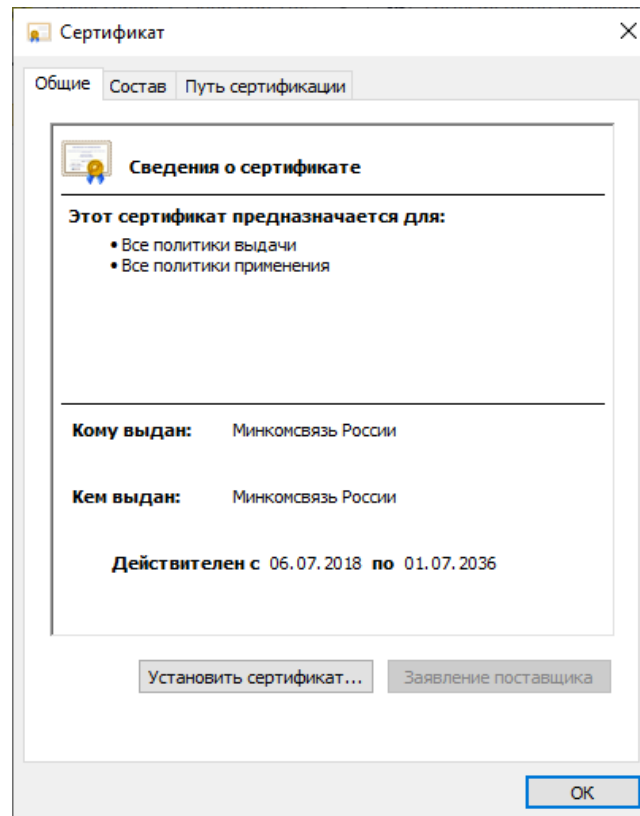 Сертификат
Общие Состав Путь сертификации
Сведения о сертификате
Этот сертификат предназначается для:
• Все политики выдачи
• Все политики применения
Кому выдан: Минкомсвязь России
Кем выдан: Минкомсвязь России
Действителен с 06.07.2018 по 01.07.2036
Установить сертификат... Заявление поставщика
ОК